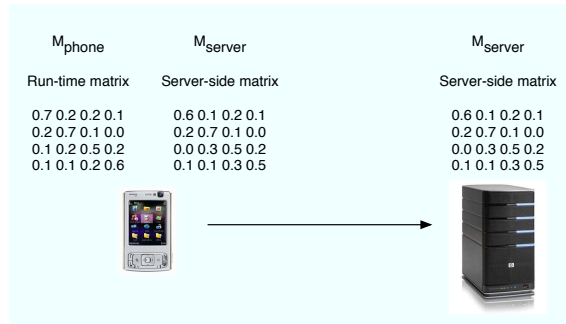 Mphone Mserver Mserver
Run-time matrix Server-side matrix Server-side matrix
0.7 0.2 0.2 0.1 0.6 0.1 0.2 0.1 0.6 0.1 0.2 0.1
0.2 0.7 0.1 0.0 0.2 0.7 0.1 0.0 0.2 0.7 0.1 0.0
0.1 0.2 0.5 0.2 0.0 0.3 0.5 0.2 0.0 0.3 0.5 0.2
0.1 0.1 0.2 0.6 0.1 0.1 0.3 0.5 0.1 0.1 0.3 0.5